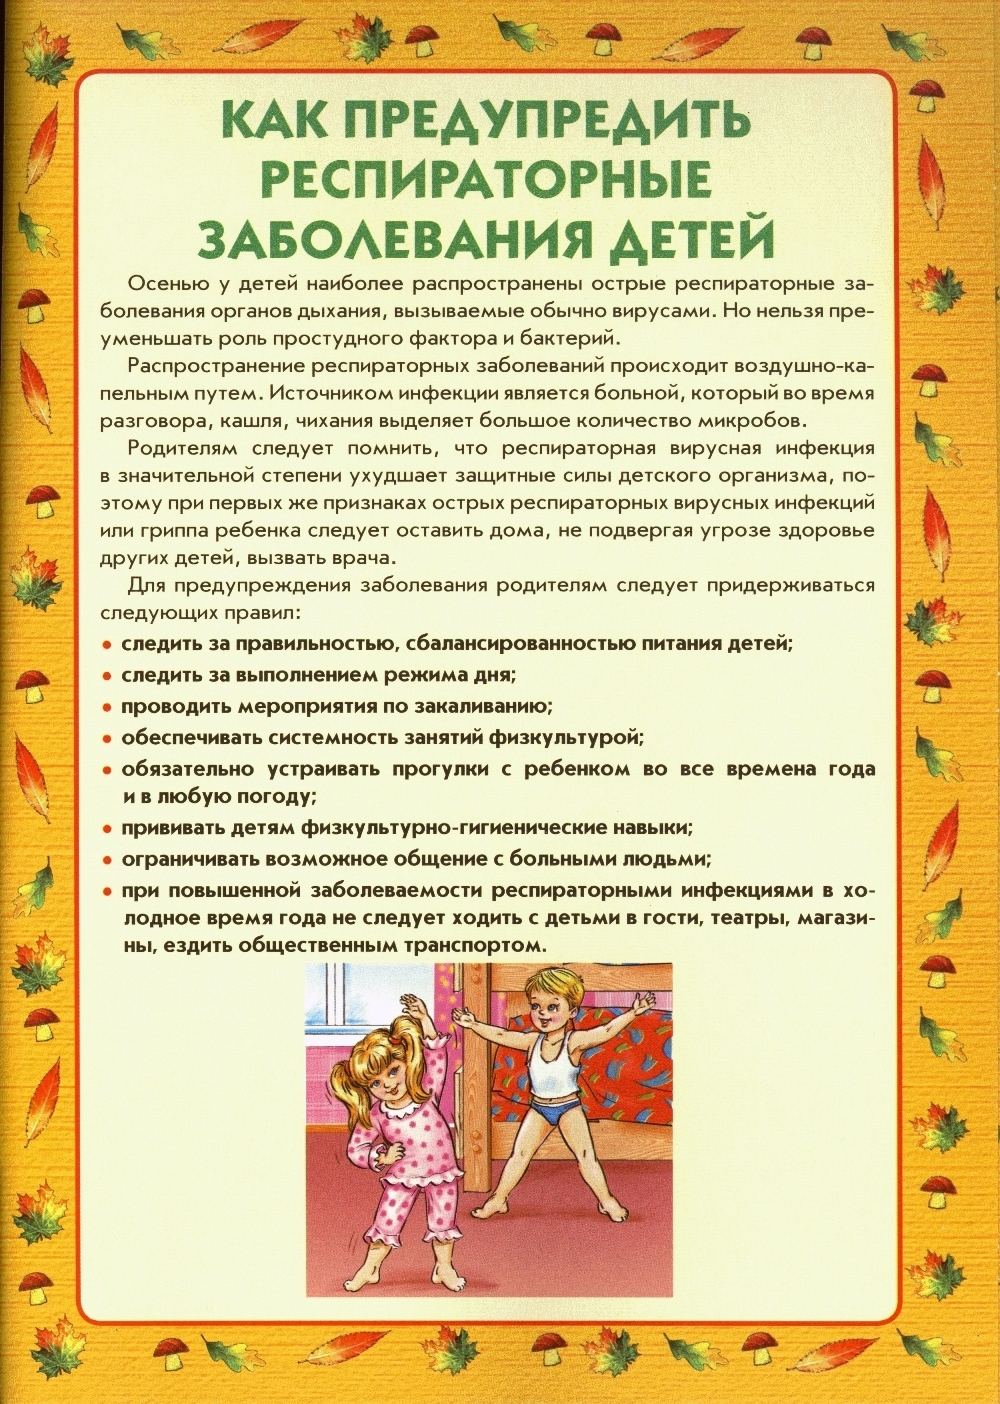 КАК ПРЕДУПРЕДИТЬ
РЕСПИРАТОРНЫЕ
ЗАБОЛЕВАНИЯ ДЕТЕЙ
Осенью у детей наиболее распространены острые респираторные за-
болевания органов дыхания, вызываемые обычно вирусами. Но нельзя пре-
уменьшать роль простудного фактора и бактерий.
Распространение респираторных заболеваний происходит воздушно-ка-
пельным путем. Источником инфекции является больной, который во время
разговора, кашля, чихания выделяет большое количество микробов.
Родителям следует помнить, что респираторная вирусная инфекция
в значительной степени ухудшает защитные силы детского организма, по-
этому при первых же признаках острых респираторных вирусных инфекций
или гриппа ребенка следует оставить дома, не подвергая угрозе здоровье
других детей, вызвать врача.
Для предупреждения заболевания родителям следует придерживаться
следующих правил:
• следить за правильностью, сбалансированностью питания детей;
• следить за выполнением режима дня;
• проводить мероприятия по закаливанию;
• обеспечивать системность занятий физкультурой;
• обязательно устраивать прогулки с ребенком во все времена года
и в любую погоду;
• прививать детям физкультурно-гигиенические навыки;
• ограничивать возможное общение с больными людьми;
• при повышенной заболеваемости респираторными инфекциями в хо-
лодное время года не следует ходить с детьми в гости, театры, магази-
ны, ездить общественным транспортом.